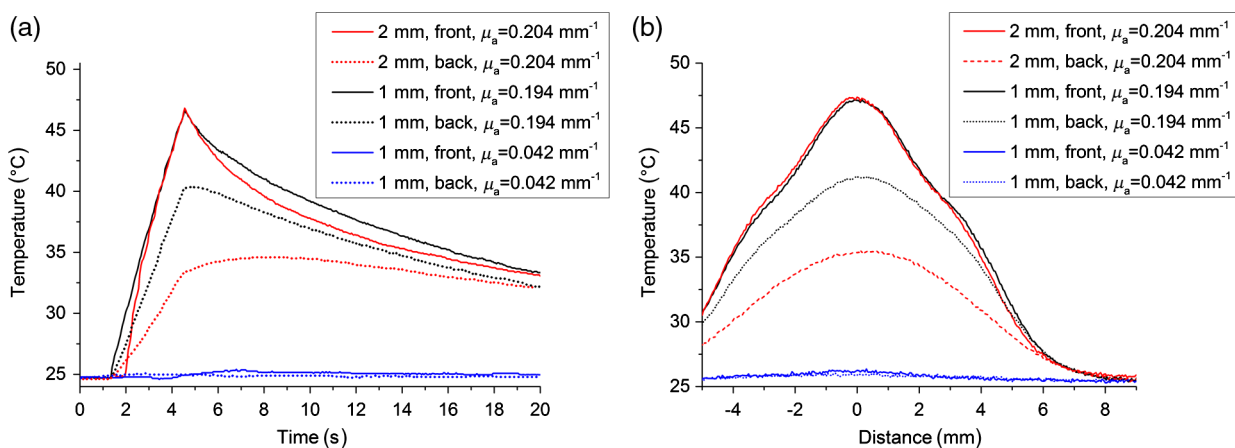 (a)
2 mm, front, μa=0.204 mm-1
2 mm, back, μa=0.204 mm-1
1 mm, front, μa=0.194 mm-1
1 mm, back, μa=0.194 mm-1
1 mm, front, μa=0.042 mm-1
1 mm, back, μa=0.042 mm-1
50
45
40
35
30
25
Temperature (°C)
0 2 4 6 8 10 12 14 16 18 20
Time (s)
(b)
2 mm, front, μa=0.204 mm-1
2 mm, back, μa=0.204 mm-1
1 mm, front, μa=0.194 mm-1
1 mm, back, μa=0.194 mm-1
1 mm, front, μa=0.042 mm-1
1 mm, back, μa=0.042 mm-1
50
45
40
35
30
25
Temperature (°C)
-4 -2 0 2 4 6 8
Distance (mm)